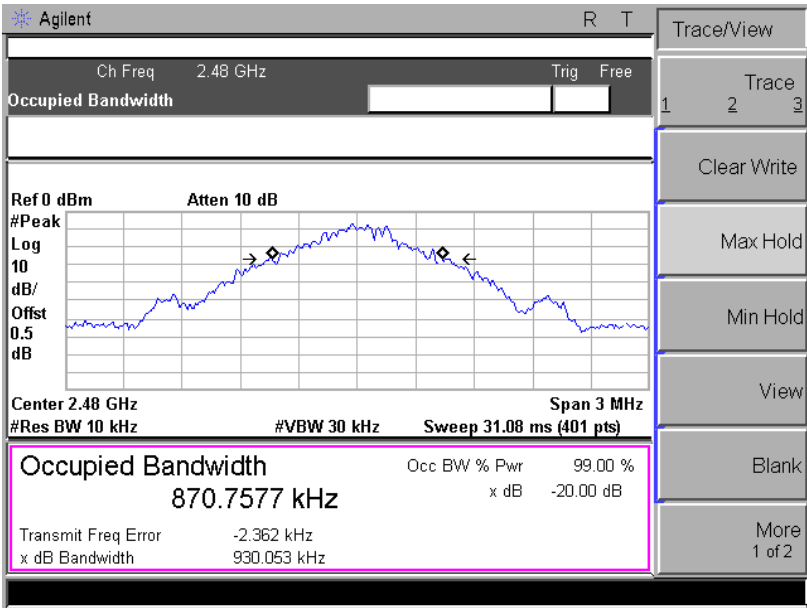 Agilent R T
Trace/View
Ch Freq 2.48 GHz Trig Free
Occupied Bandwidth
Trace
1 2 3
Clear Write
Max Hold
Min Hold
View
Blank
More
1 of 2
Ref 0 dBm Atten 10 dB
#Peak
Log
10
dB/
Offst
0.5
dB
Center 2.48 GHz Span 3 MHz
#Res BW 10 kHz #VBW 30 kHz Sweep 31.08 ms (401 pts)
Occupied Bandwidth Occ BW % Pwr 99.00 %
870.7577 kHz x dB -20.00 dB
Transmit Freq Error -2.362 kHz
x dB Bandwidth 930.053 kHz